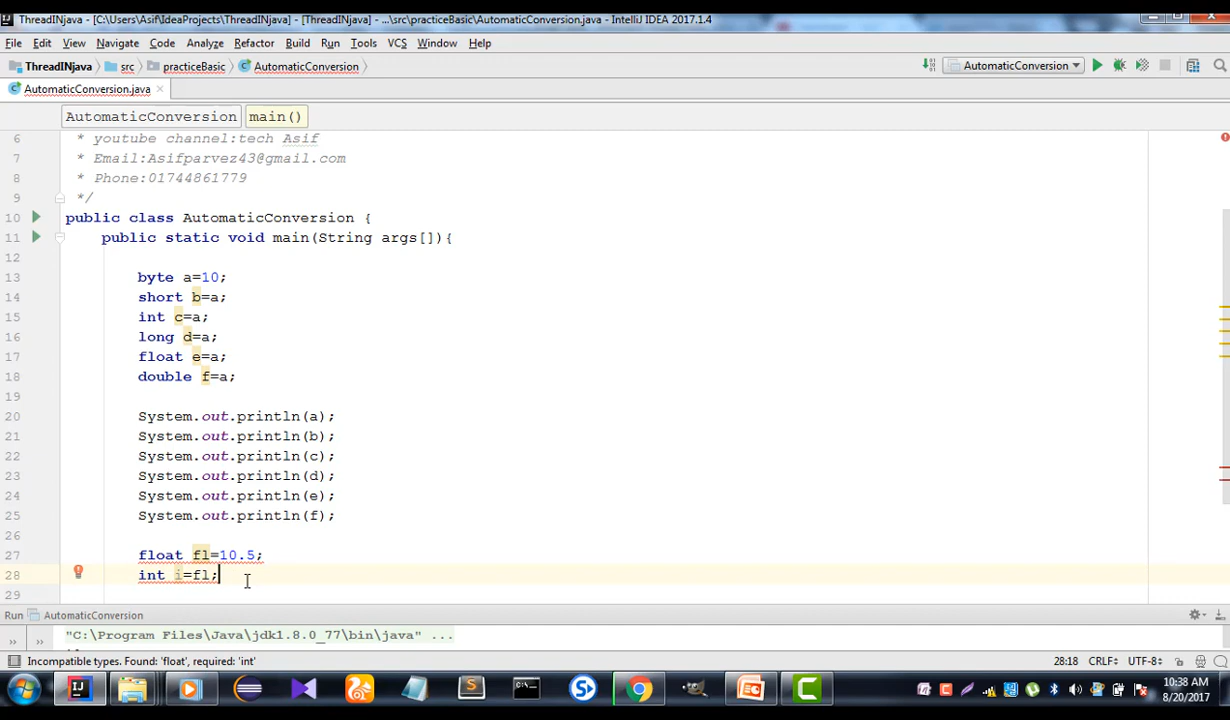 ThreadINjava - [C:\Users\Asif\IdeaProjects\ThreadINjava] - [ThreadINjava] - ...\src\practiceBasic\AutomaticConversion.java - IntelliJ IDEA 2017.1.4
File Edit View Navigate Code Analyze Refactor Build Run Tools VCS Window Help
ThreadINjava src practiceBasic AutomaticConversion AutomaticConversion
AutomaticConversion.java
AutomaticConversion main()
6 * youtube channel:tech Asif
7 * Email:Asifparvez43@gmail.com
8 * Phone:01744861779
9 */
10 public class AutomaticConversion {
11 public static void main(String args[]){
12
13 byte a=10;
14 short b=a;
15 int c=a;
16 long d=a;
17 float e=a;
18 double f=a;
19
20 System.out.println(a);
21 System.out.println(b);
22 System.out.println(c);
23 System.out.println(d);
24 System.out.println(e);
25 System.out.println(f);
26
27 float fl=10.5;
28 int i=fl;
29
Run AutomaticConversion
"C:\Program Files\Java\jdk1.8.0_77\bin\java" ...
Incompatible types. Found: 'float', required: 'int' 28:18 CRLF UTF-8
10:38 AM
8/20/2017